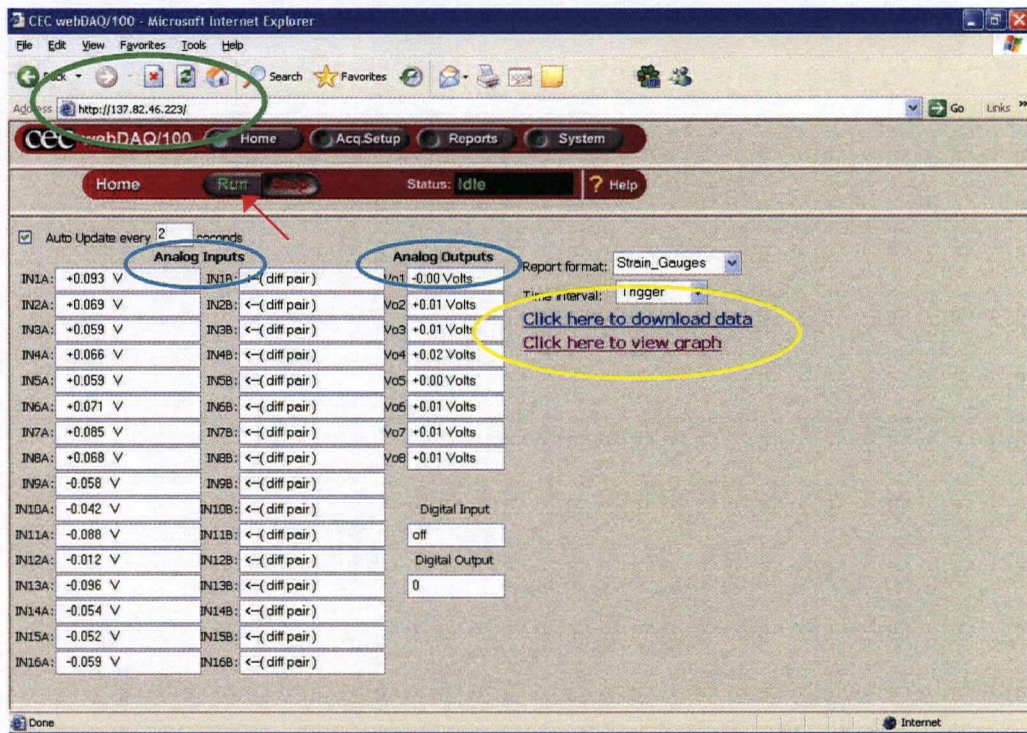 CEC webDAQ/100 - Microsoft Internet Explorer
File Edit View Favorites Tools Help
Back Search Favorites
Address http://137.82.46.223/ Go Links »
CEC webDAQ/100 Home Acq.Setup Reports System
Home Run Stop Status: Idle ? Help
Auto Update every 2 seconds
Analog Inputs Analog Outputs
Report format: Strain_Gauges
Time interval: Trigger
Click here to download data
Click here to view graph
IN1A: +0.093 V IN1B: <--( diff pair ) Vo1 -0.00 Volts
IN2A: +0.069 V IN2B: <--( diff pair ) Vo2 +0.01 Volts
IN3A: +0.059 V IN3B: <--( diff pair ) Vo3 +0.01 Volts
IN4A: +0.066 V IN4B: <--( diff pair ) Vo4 +0.02 Volts
IN5A: +0.059 V IN5B: <--( diff pair ) Vo5 +0.00 Volts
IN6A: +0.071 V IN6B: <--( diff pair ) Vo6 +0.01 Volts
IN7A: +0.085 V IN7B: <--( diff pair ) Vo7 +0.01 Volts
IN8A: +0.068 V IN8B: <--( diff pair ) Vo8 +0.01 Volts
IN9A: -0.058 V IN9B: <--( diff pair )
IN10A: -0.042 V IN10B: <--( diff pair ) Digital Input
IN11A: -0.088 V IN11B: <--( diff pair ) off
IN12A: -0.012 V IN12B: <--( diff pair ) Digital Output
IN13A: -0.096 V IN13B: <--( diff pair ) 0
IN14A: -0.054 V IN14B: <--( diff pair )
IN15A: -0.052 V IN15B: <--( diff pair )
IN16A: -0.059 V IN16B: <--( diff pair )
Done Internet